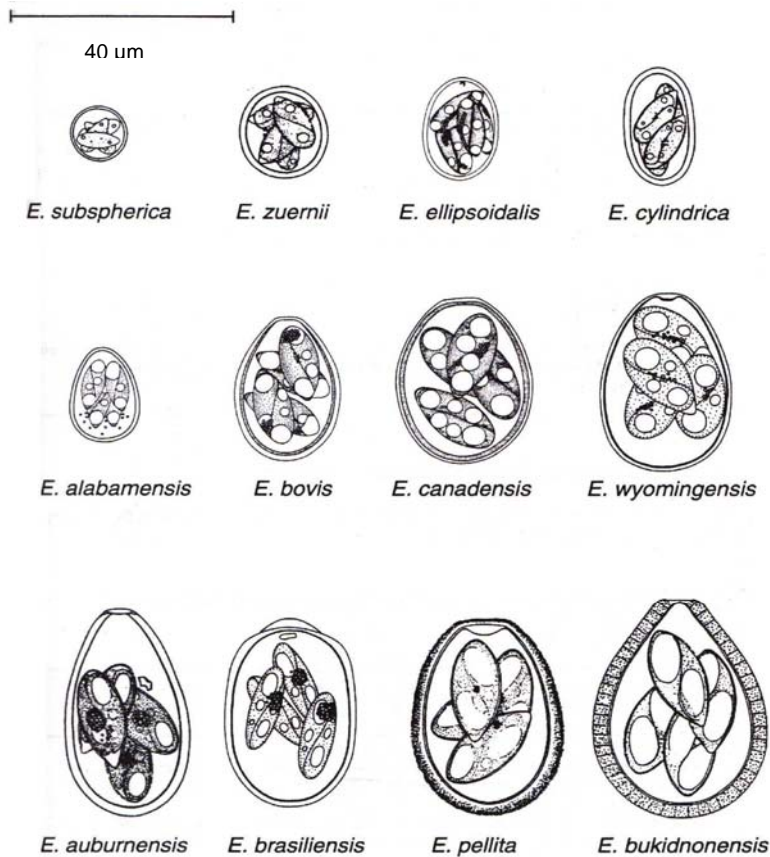 40 um
E. subspherica E. zuernii E. ellipsoidalis E. cylindrica
E. alabamensis E. bovis E. canadensis E. wyomingensis
E. auburnensis E. brasiliensis E. pellita E. bukidnonensis